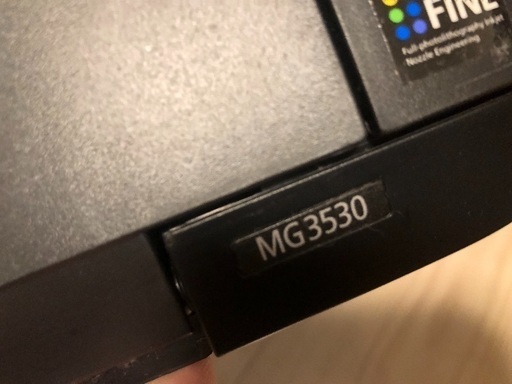 FINE
Full-photolithography Inkjet
Nozzle Engineering
MG3530